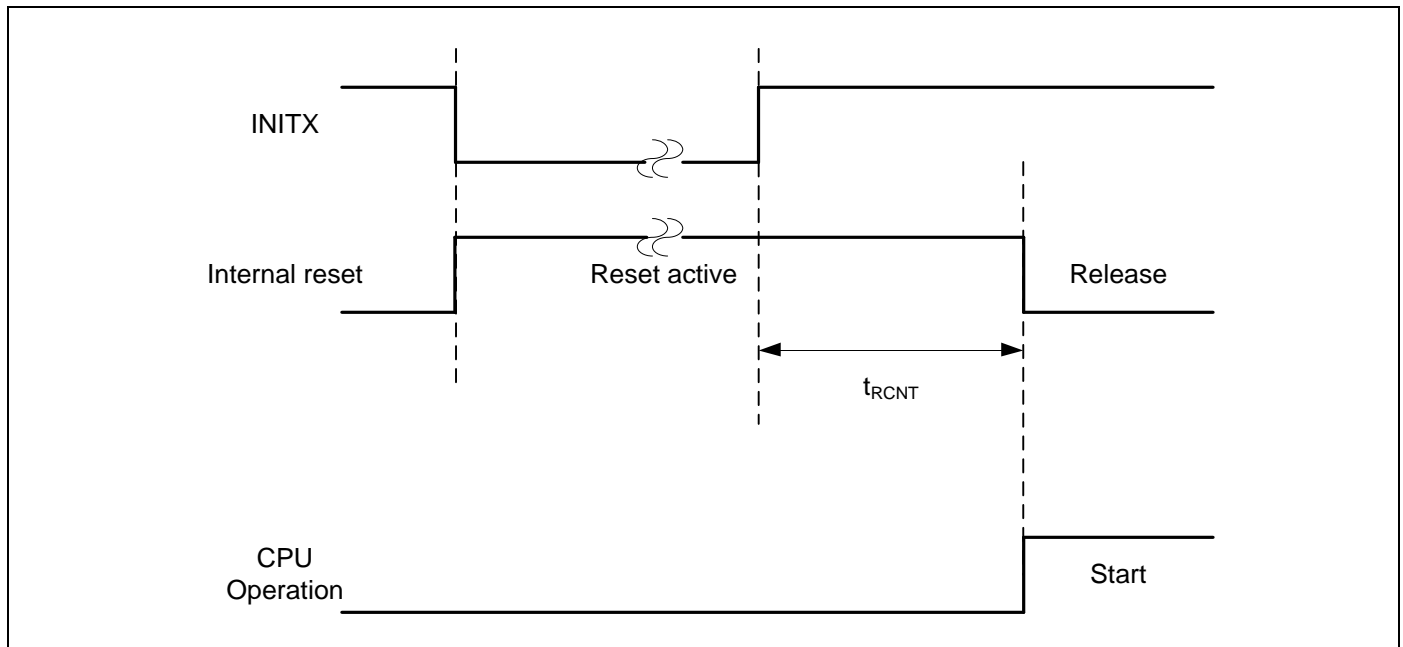 INITX
Internal reset
Reset active
Release
tRCNT
CPU
Operation
Start